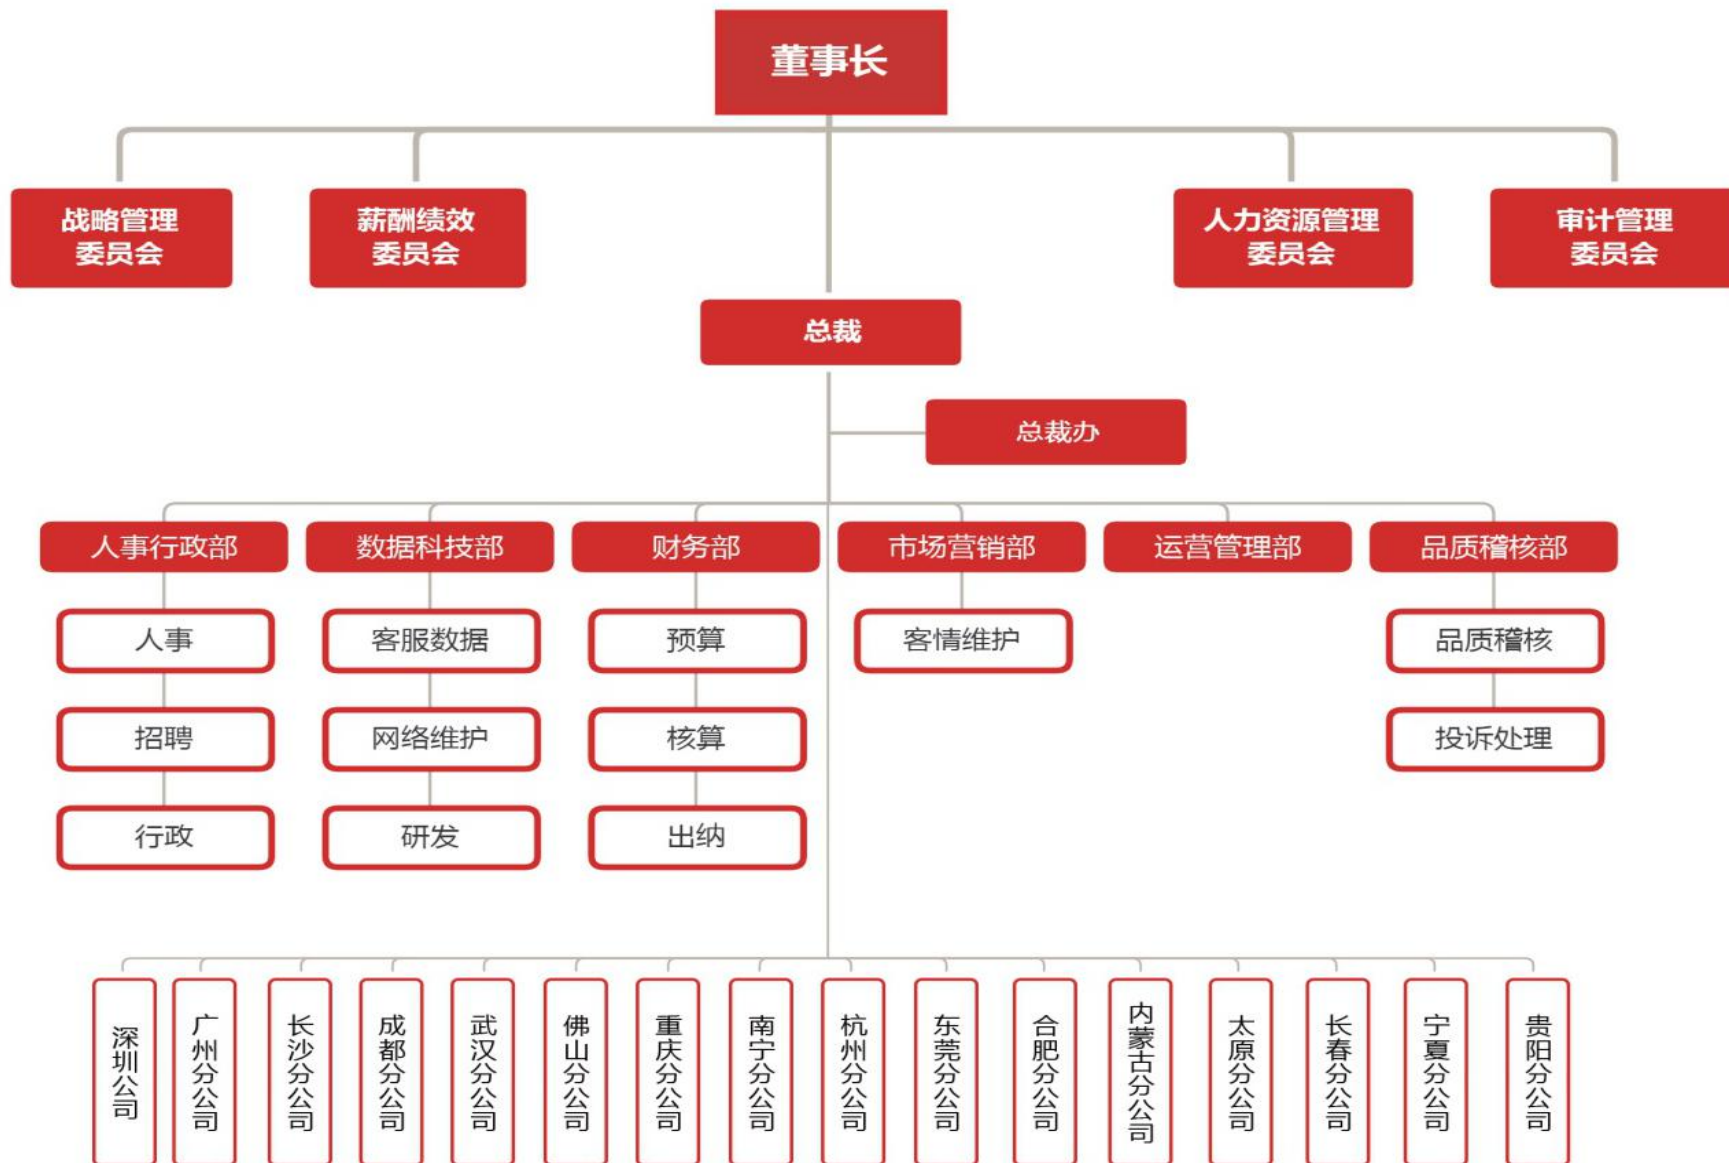 董事长
战略管理
委员会
薪酬绩效
委员会
人力资源管理
委员会
审计管理
委员会
总裁
总裁办
人事行政部
数据科技部
财务部
市场营销部
运营管理部
品质稽核部
人事
客服数据
预算
客情维护
品质稽核
招聘
网络维护
核算
投诉处理
行政
研发
出纳
深圳公司
广州分公司
长沙分公司
成都分公司
武汉分公司
佛山分公司
重庆分公司
南宁分公司
杭州分公司
东莞分公司
合肥分公司
内蒙古分公司
太原分公司
长春分公司
宁夏分公司
贵阳分公司